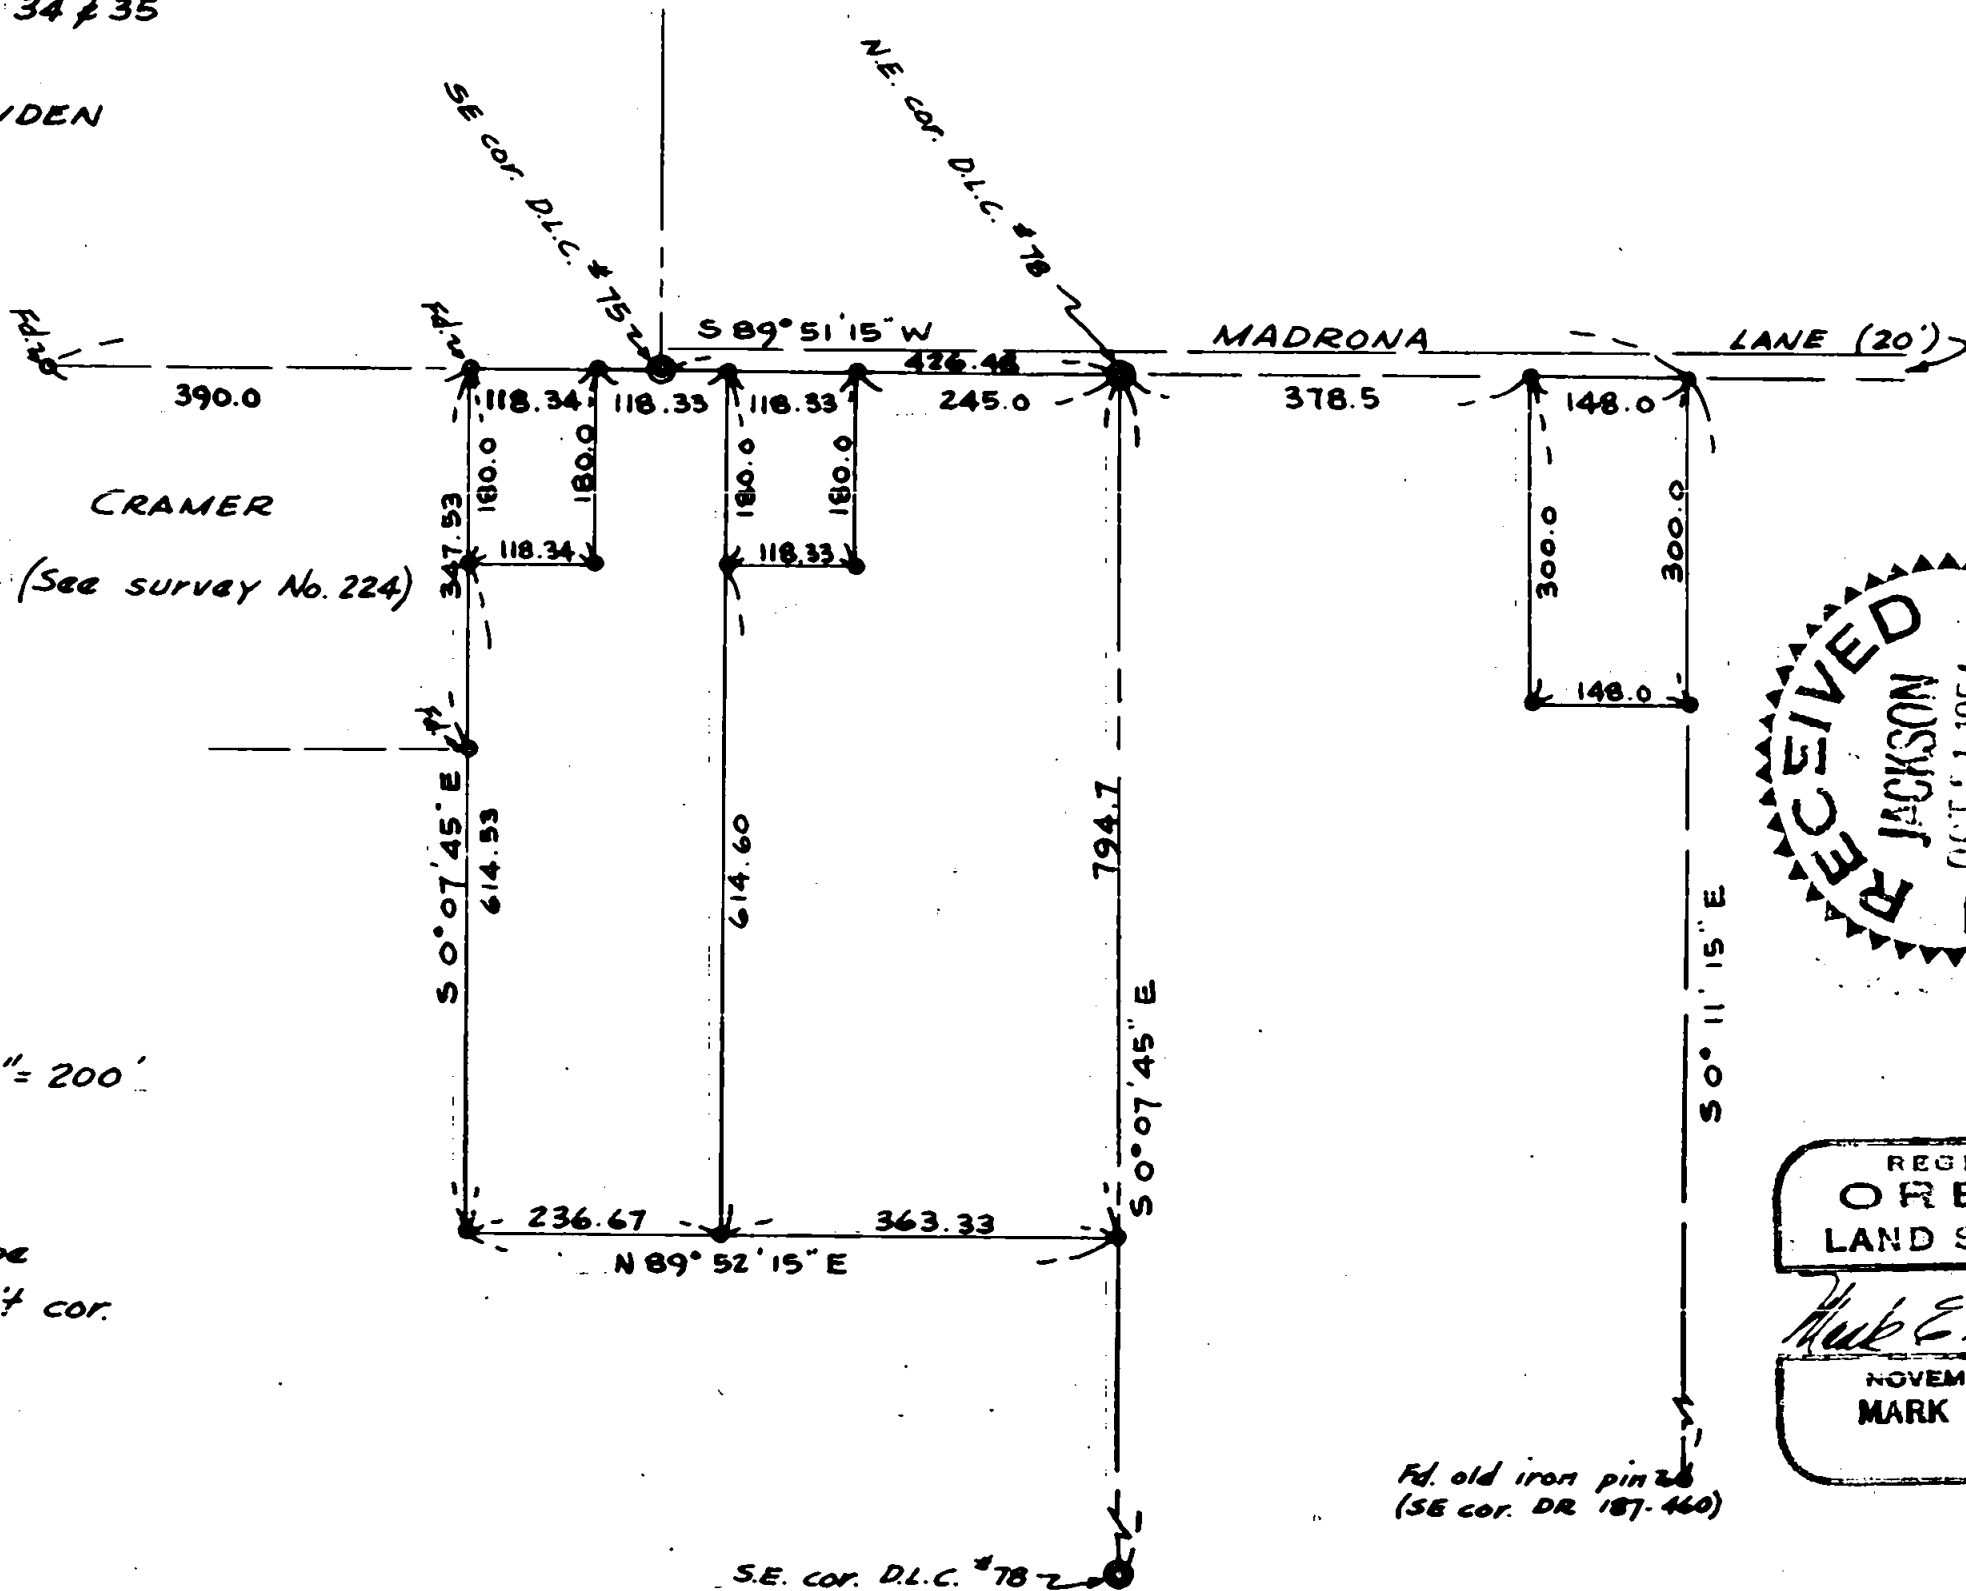 34 & 35
SE cor. D.L.C. # 75
N.E. cor. D.L.C. # 78
Fd.
Fd.
S 89° 51' 15" W
MADRONA LANE (20')
426.48
390.0
118.34
118.33
118.33
245.0
378.5
148.0
180.0
180.0
180.0
180.0
CRAMER
347.53
118.34
118.33
300.0
300.0
(See survey No. 224)
148.0
Fd.
RECEIVED
JACKSON
S 0° 07' 45" E
614.53
614.60
794.7
S 0° 07' 45" E
S 0° 11' 15" E
"= 200'
236.67
363.33
N 89° 52' 15" E
LAND
cor.
MARK
Fd. old iron pin
(SE cor. DR 187-460)
S.E. cor. D.L.C. #78